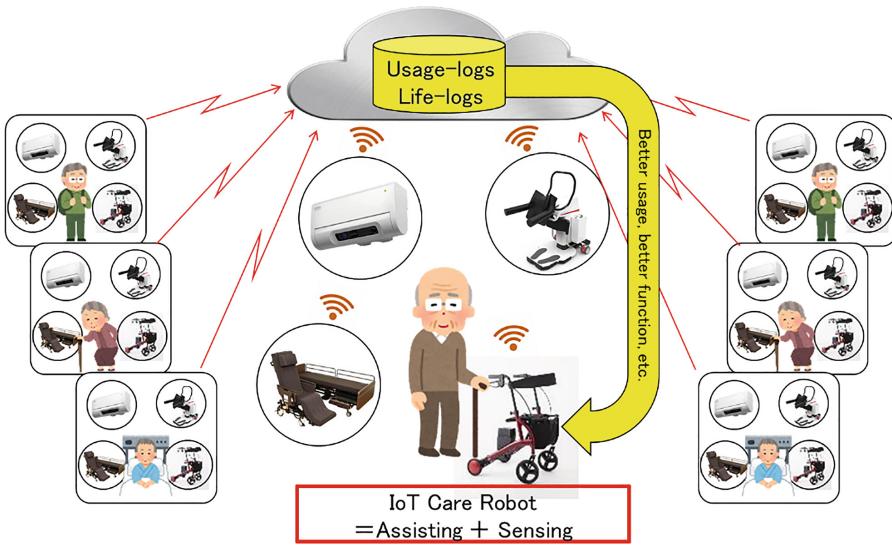 Usage-logs
Life-logs
Better usage, better function, etc.
IoT Care Robot
=Assisting + Sensing